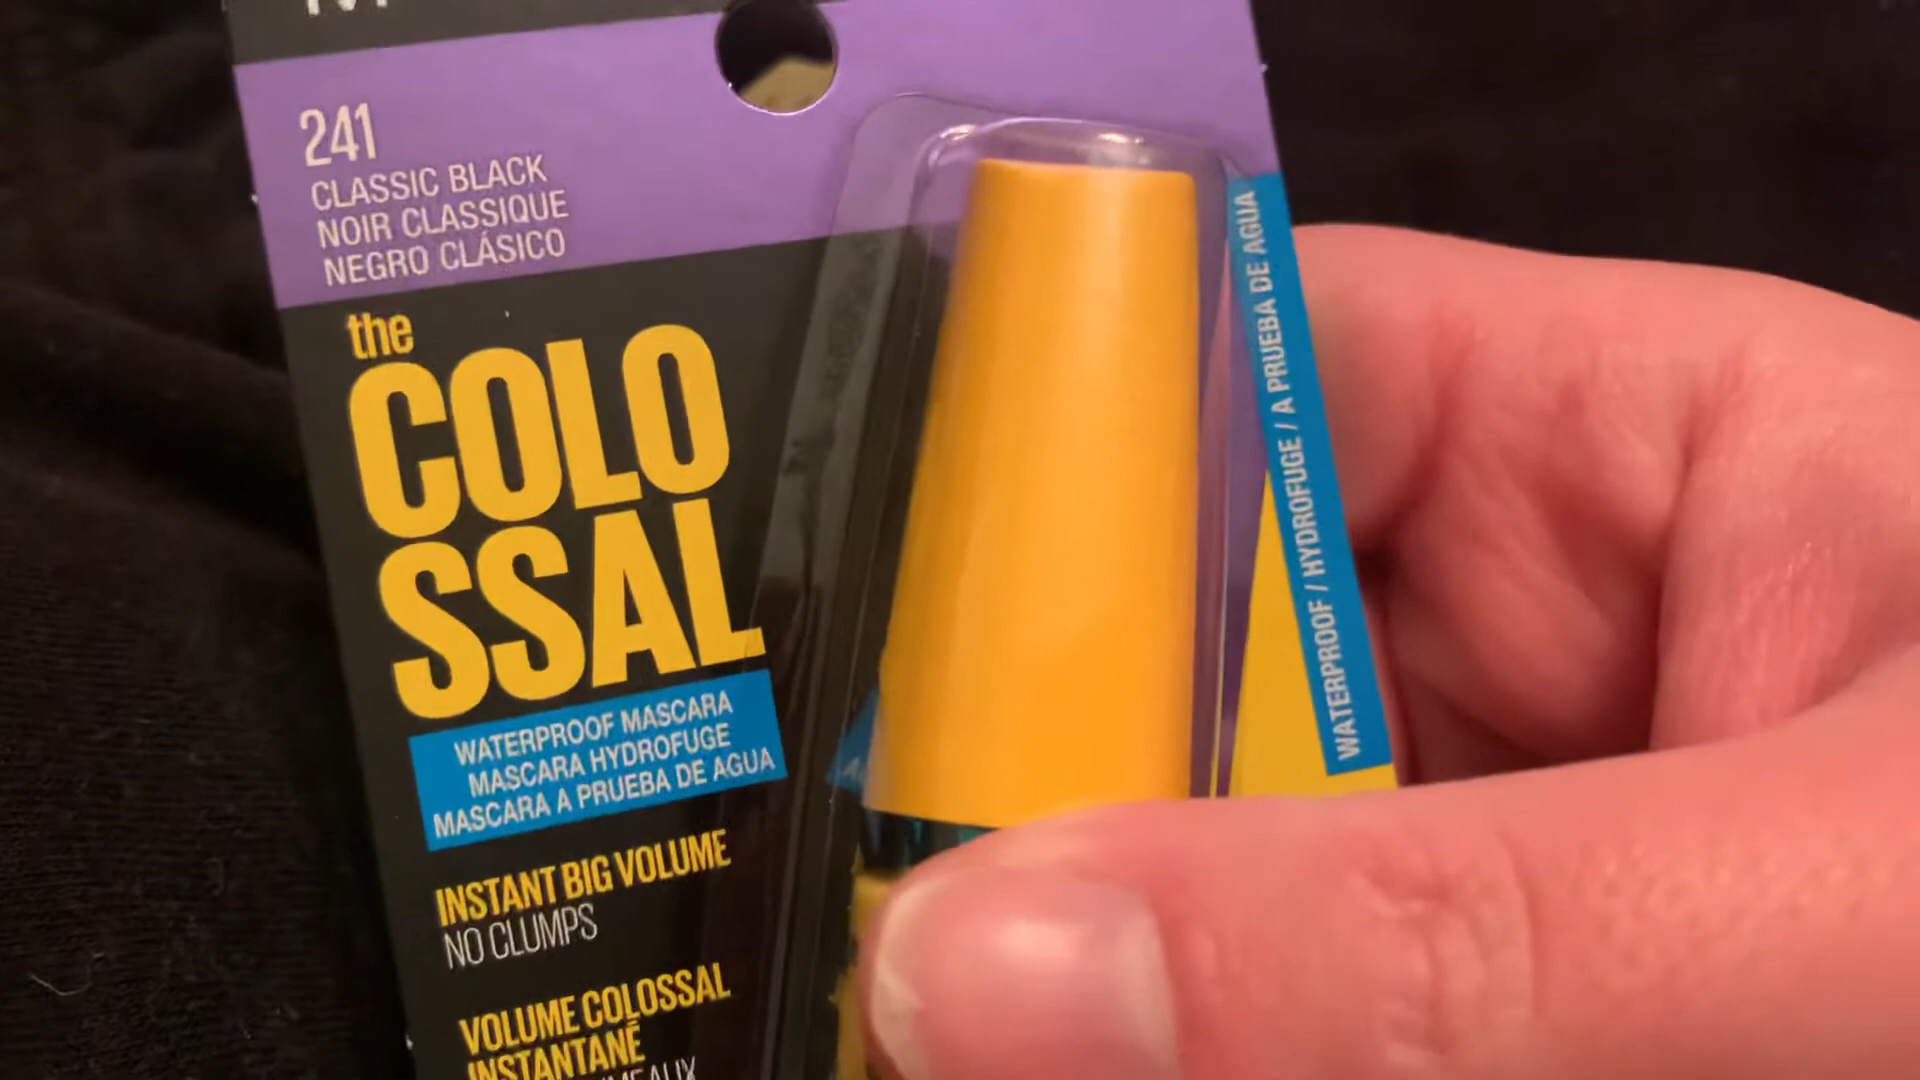 241
CLASSIC BLACK
NOIR CLASSIQUE
NEGRO CLÁSICO
the
COLO
SSAL
WATERPROOF MASCARA
MASCARA HYDROFUGE
MASCARA A PRUEBA DE AGUA
INSTANT BIG VOLUME
NO CLUMPS
VOLUME COLOSSAL
INSTANTANÉ
WATERPROOF / HYDROFUGE / A PRUEBA DE AGUA